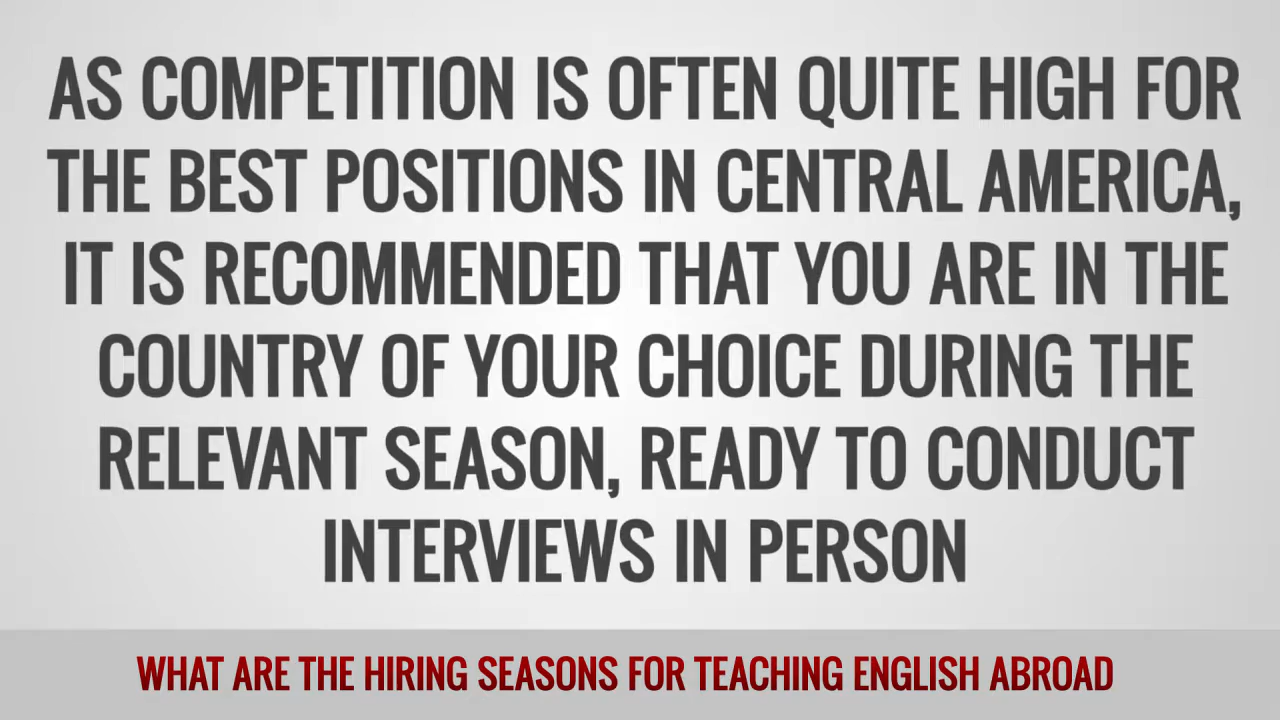 AS COMPETITION IS OFTEN QUITE HIGH FOR
THE BEST POSITIONS IN CENTRAL AMERICA,
IT IS RECOMMENDED THAT YOU ARE IN THE
COUNTRY OF YOUR CHOICE DURING THE
RELEVANT SEASON, READY TO CONDUCT
INTERVIEWS IN PERSON
WHAT ARE THE HIRING SEASONS FOR TEACHING ENGLISH ABROAD